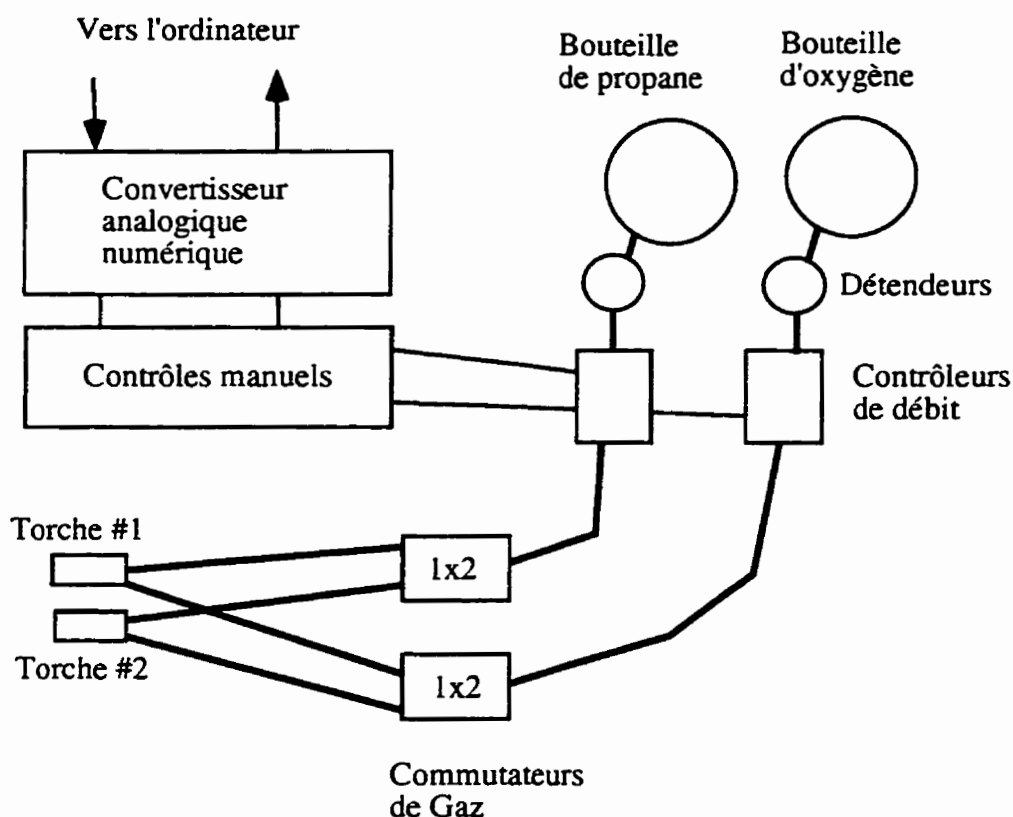 Vers l'ordinateur
Bouteille
de propane
Bouteille
d'oxygène
Convertisseur
analogique
numérique
Détendeurs
Contrôles manuels
Contrôleurs
de débit
Torche #1
1x2
Torche #2
1x2
Commutateurs
de Gaz